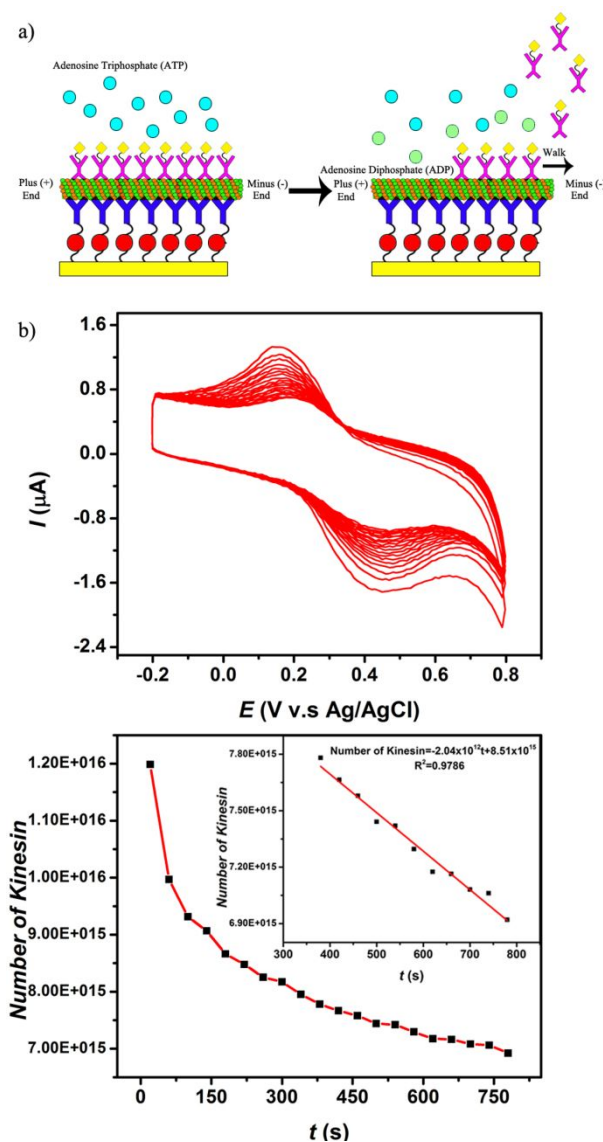 a)
Adenosine Triphosphate (ATP)
Plus (+)
End
Minus (-)
End
Adenosine Diphosphate (ADP)
Plus (+)
End
Walk
Minus (-)
End
b)
1.6
0.8
0.0
-0.8
-1.6
-2.4
I (μA)
-0.2 0.0 0.2 0.4 0.6 0.8
E (V v.s Ag/AgCl)
1.20E+016
1.00E+016
9.00E+015
8.00E+015
7.00E+015
Number of Kinesin
0 150 300 450 600 750
t (s)
7.80E+015
7.50E+015
7.20E+015
6.90E+015
Number of Kinesin
Number of Kinesin=-2.04x10¹²t+8.51x10¹⁵
R²=0.9786
300 400 500 600 700 800
t (s)